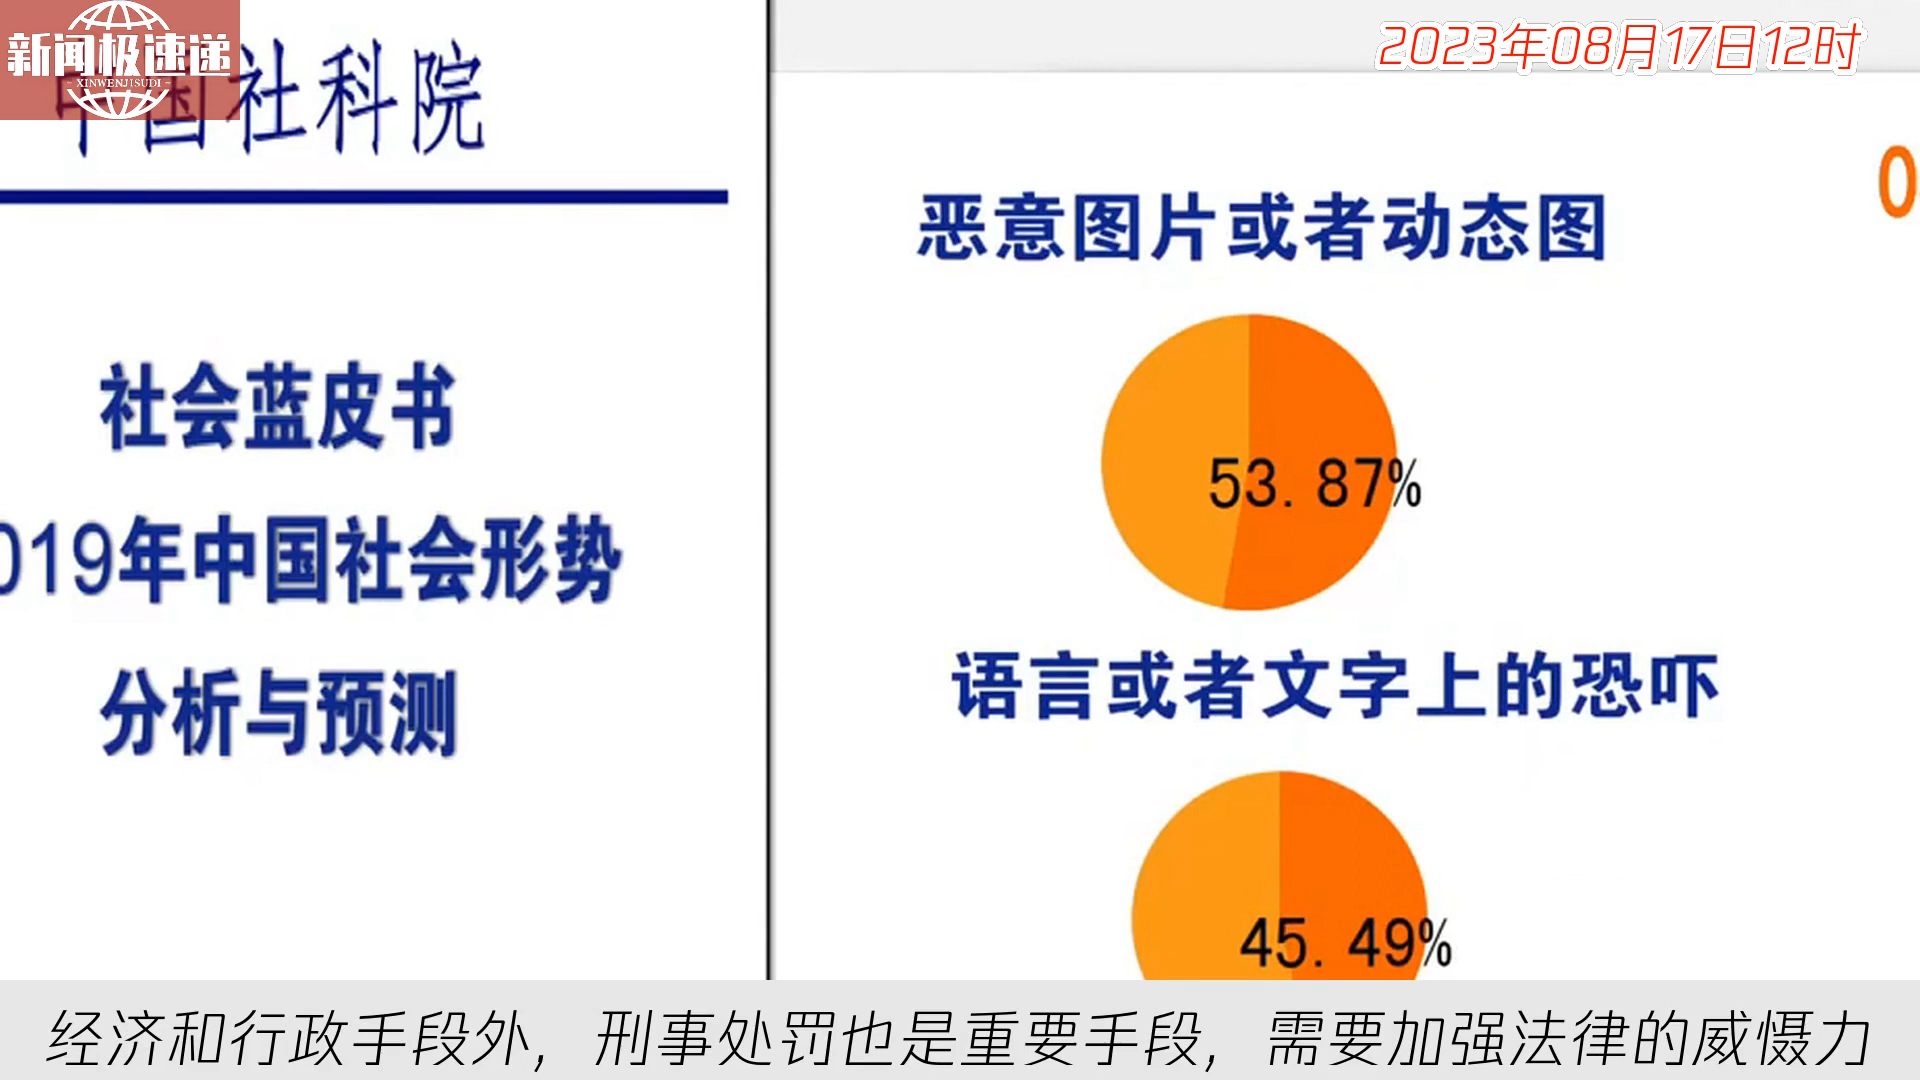 新闻极速递
XINWENJISUDI
2023年08月17日12时
中国社科院
社会蓝皮书
019年中国社会形势
分析与预测
0
恶意图片或者动态图
53.87%
语言或者文字上的恐吓
45.49%
经济和行政手段外，刑事处罚也是重要手段，需要加强法律的威慑力